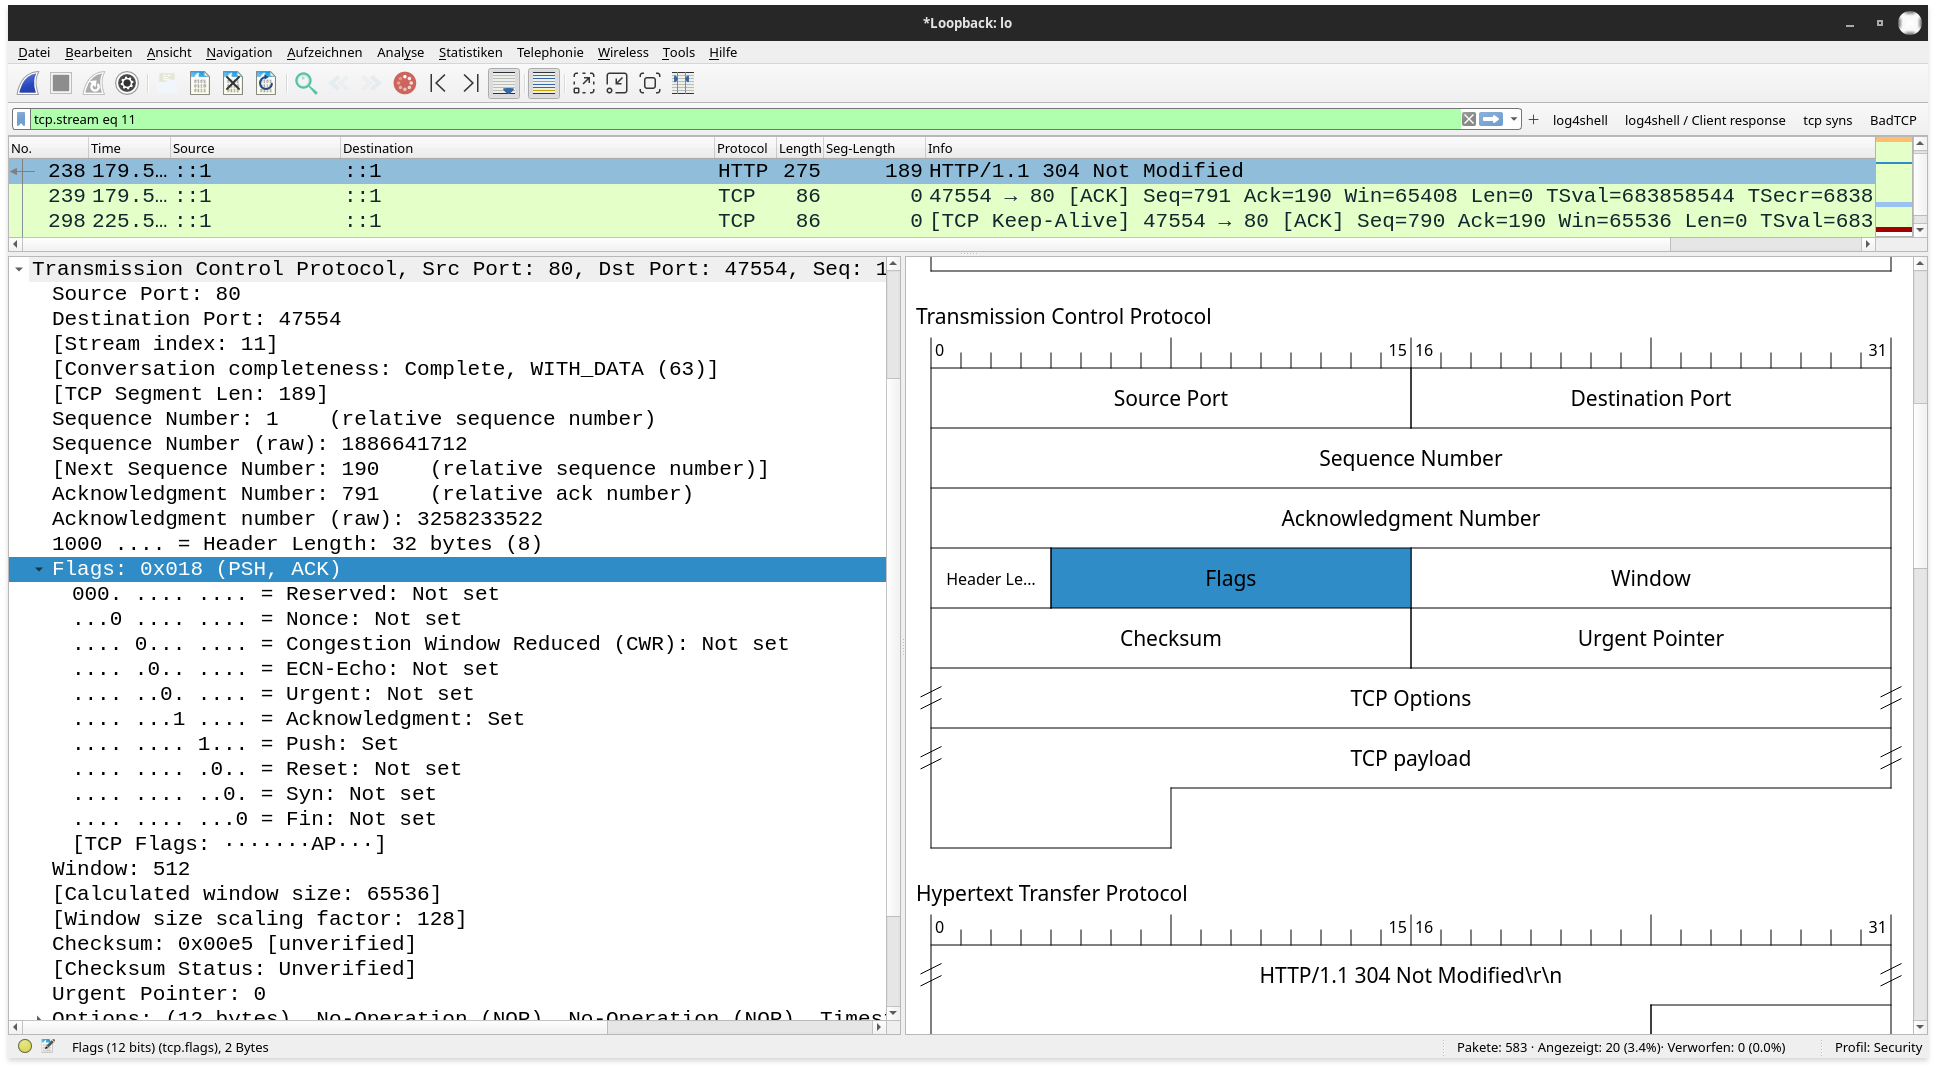 *Loopback: lo
Datei Bearbeiten Ansicht Navigation Aufzeichnen Analyse Statistiken Telephonie Wireless Tools Hilfe
tcp.stream eq 11
+ log4shell log4shell / Client response tcp syns BadTCP
No. Time Source Destination Protocol Length Seg-Length Info
238 179.5… ::1 ::1 HTTP 275 189 HTTP/1.1 304 Not Modified
239 179.5… ::1 ::1 TCP 86 0 47554 → 80 [ACK] Seq=791 Ack=190 Win=65408 Len=0 TSval=683858544 TSecr=6838
298 225.5… ::1 ::1 TCP 86 0 [TCP Keep-Alive] 47554 → 80 [ACK] Seq=790 Ack=190 Win=65536 Len=0 TSval=683
Transmission Control Protocol, Src Port: 80, Dst Port: 47554, Seq: 1
Source Port: 80
Destination Port: 47554
[Stream index: 11]
[Conversation completeness: Complete, WITH_DATA (63)]
[TCP Segment Len: 189]
Sequence Number: 1    (relative sequence number)
Sequence Number (raw): 1886641712
[Next Sequence Number: 190    (relative sequence number)]
Acknowledgment Number: 791    (relative ack number)
Acknowledgment number (raw): 3258233522
1000 .... = Header Length: 32 bytes (8)
Flags: 0x018 (PSH, ACK)
000. .... .... = Reserved: Not set
...0 .... .... = Nonce: Not set
.... 0... .... = Congestion Window Reduced (CWR): Not set
.... .0.. .... = ECN-Echo: Not set
.... ..0. .... = Urgent: Not set
.... ...1 .... = Acknowledgment: Set
.... .... 1... = Push: Set
.... .... .0.. = Reset: Not set
.... .... ..0. = Syn: Not set
.... .... ...0 = Fin: Not set
[TCP Flags: ·······AP···]
Window: 512
[Calculated window size: 65536]
[Window size scaling factor: 128]
Checksum: 0x00e5 [unverified]
[Checksum Status: Unverified]
Urgent Pointer: 0
Options: (12 bytes), No-Operation (NOP), No-Operation (NOP), Times
Transmission Control Protocol
0 15 16 31
Source Port Destination Port
Sequence Number
Acknowledgment Number
Header Le… Flags Window
Checksum Urgent Pointer
TCP Options
TCP payload
Hypertext Transfer Protocol
0 15 16 31
HTTP/1.1 304 Not Modified\r\n
Flags (12 bits) (tcp.flags), 2 Bytes
Pakete: 583 · Angezeigt: 20 (3.4%)· Verworfen: 0 (0.0%)
Profil: Security